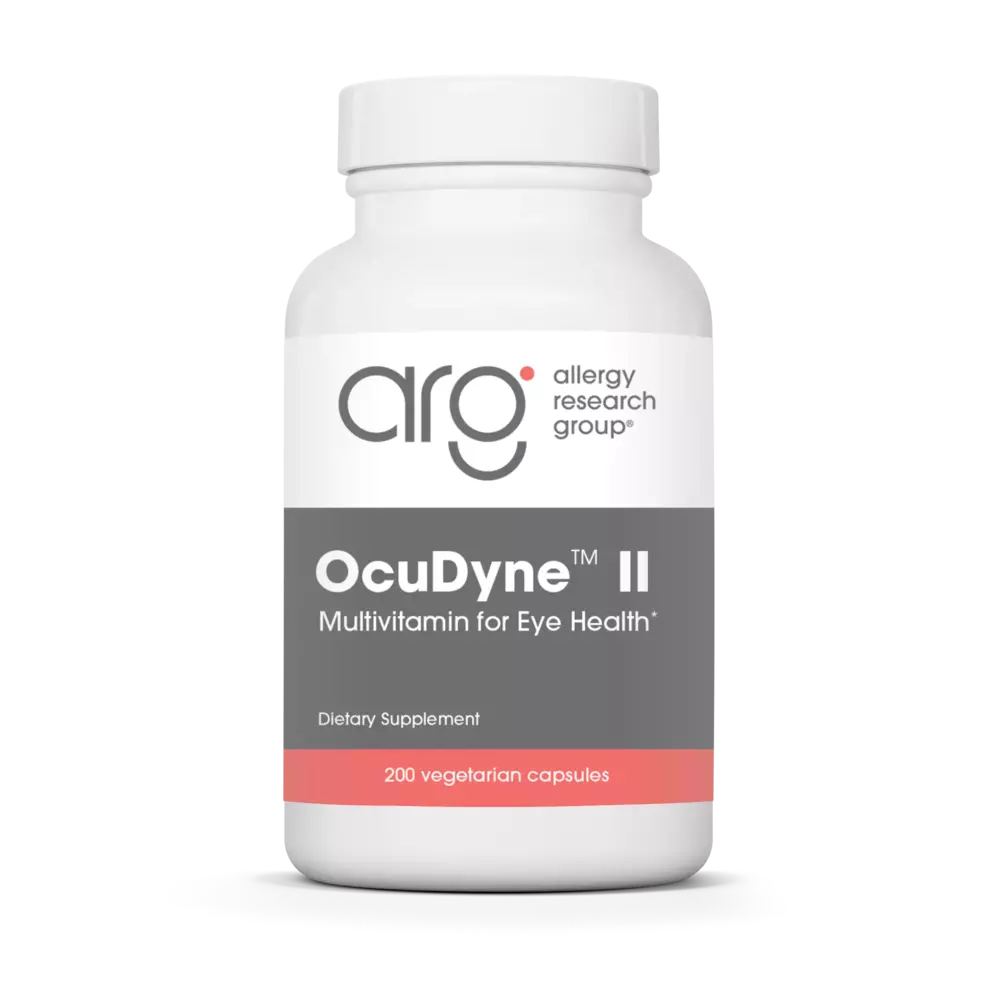 arg
allergy
research
group®
OcuDyne™ II
Multivitamin for Eye Health*
Dietary Supplement
200 vegetarian capsules